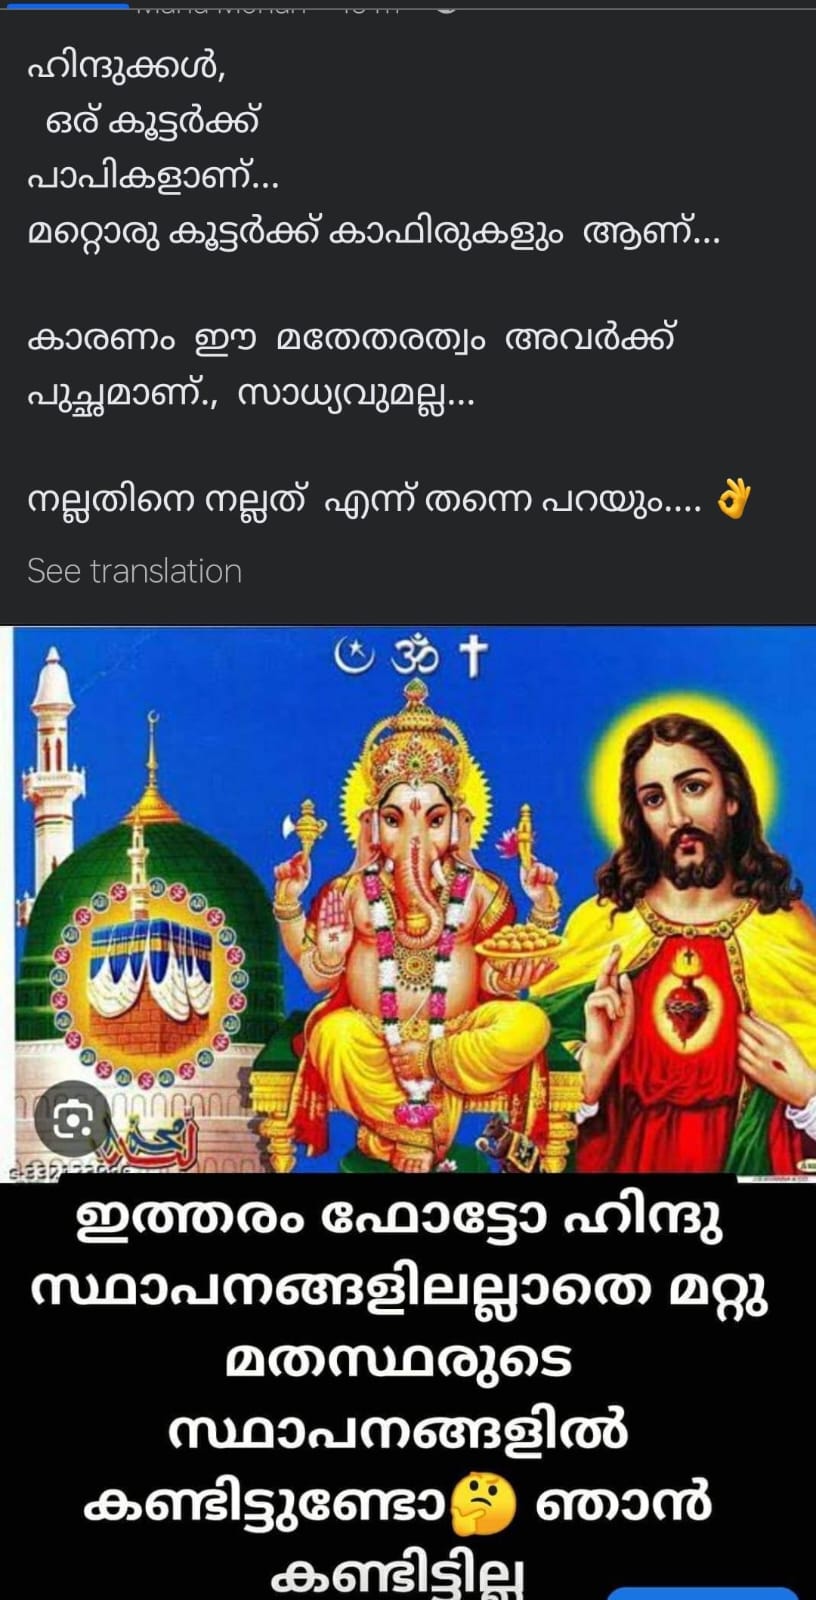 ഹിന്ദുക്കൾ,
ഒര് കൂട്ടർക്ക്
പാപികളാണ്...
മറ്റൊരു കൂട്ടർക്ക് കാഫിരുകളും ആണ്...
കാരണം ഈ മതേതരത്വം അവർക്ക്
പുച്ഛമാണ്., സാധ്യവുമല്ല...
നല്ലതിനെ നല്ലത് എന്ന് തന്നെ പറയും.... 👌
See translation
ॐ
ഇത്തരം ഫോട്ടോ ഹിന്ദു
സ്ഥാപനങ്ങളിലല്ലാതെ മറ്റു
മതസ്ഥരുടെ
സ്ഥാപനങ്ങളിൽ
കണ്ടിട്ടുണ്ടോ🤔 ഞാൻ
കണ്ടിട്ടില്ല